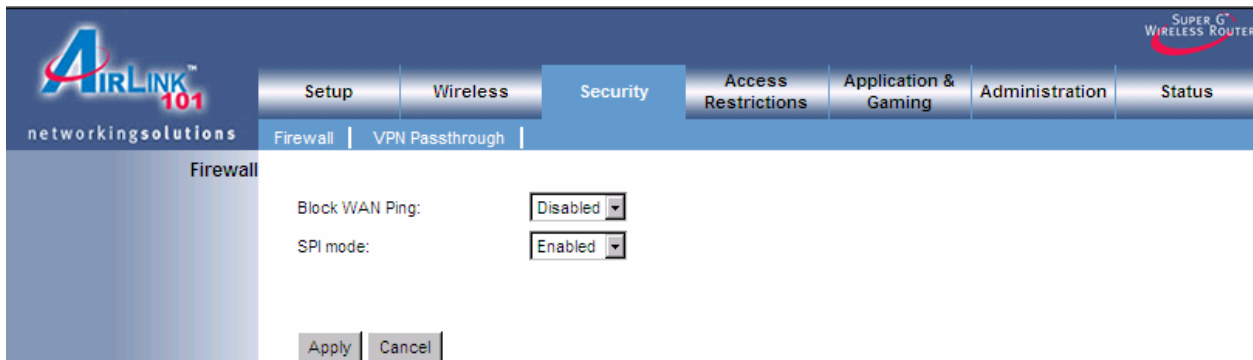 SUPER G™
WIRELESS ROUTER
AIRLINK™
101
networkingsolutions
Setup
Wireless
Security
Access
Restrictions
Application &
Gaming
Administration
Status
Firewall
VPN Passthrough
Firewall
Block WAN Ping:
Disabled
SPI mode:
Enabled
Apply
Cancel